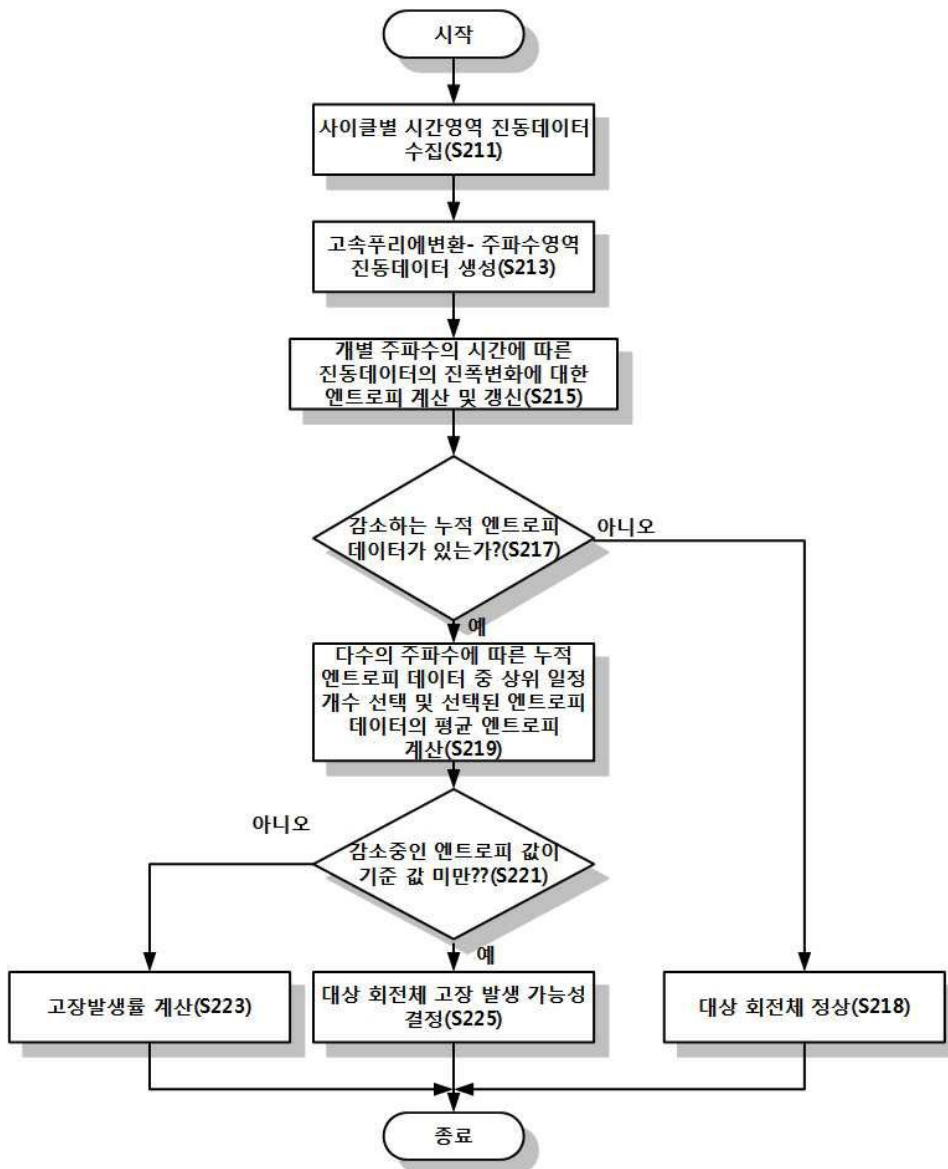 시작
사이클별 시간영역 진동데이터
수집(S211)
고속푸리에변환- 주파수영역
진동데이터 생성(S213)
개별 주파수의 시간에 따른
진동데이터의 진폭변화에 대한
엔트로피 계산 및 갱신(S215)
감소하는 누적 엔트로피
데이터가 있는가?(S217)
아니오
예
다수의 주파수에 따른 누적
엔트로피 데이터 중 상위 일정
개수 선택 및 선택된 엔트로피
데이터의 평균 엔트로피
계산(S219)
아니오
감소중인 엔트로피 값이
기준 값 미만??(S221)
예
고장발생률 계산(S223)
대상 회전체 고장 발생 가능성
결정(S225)
대상 회전체 정상(S218)
종료